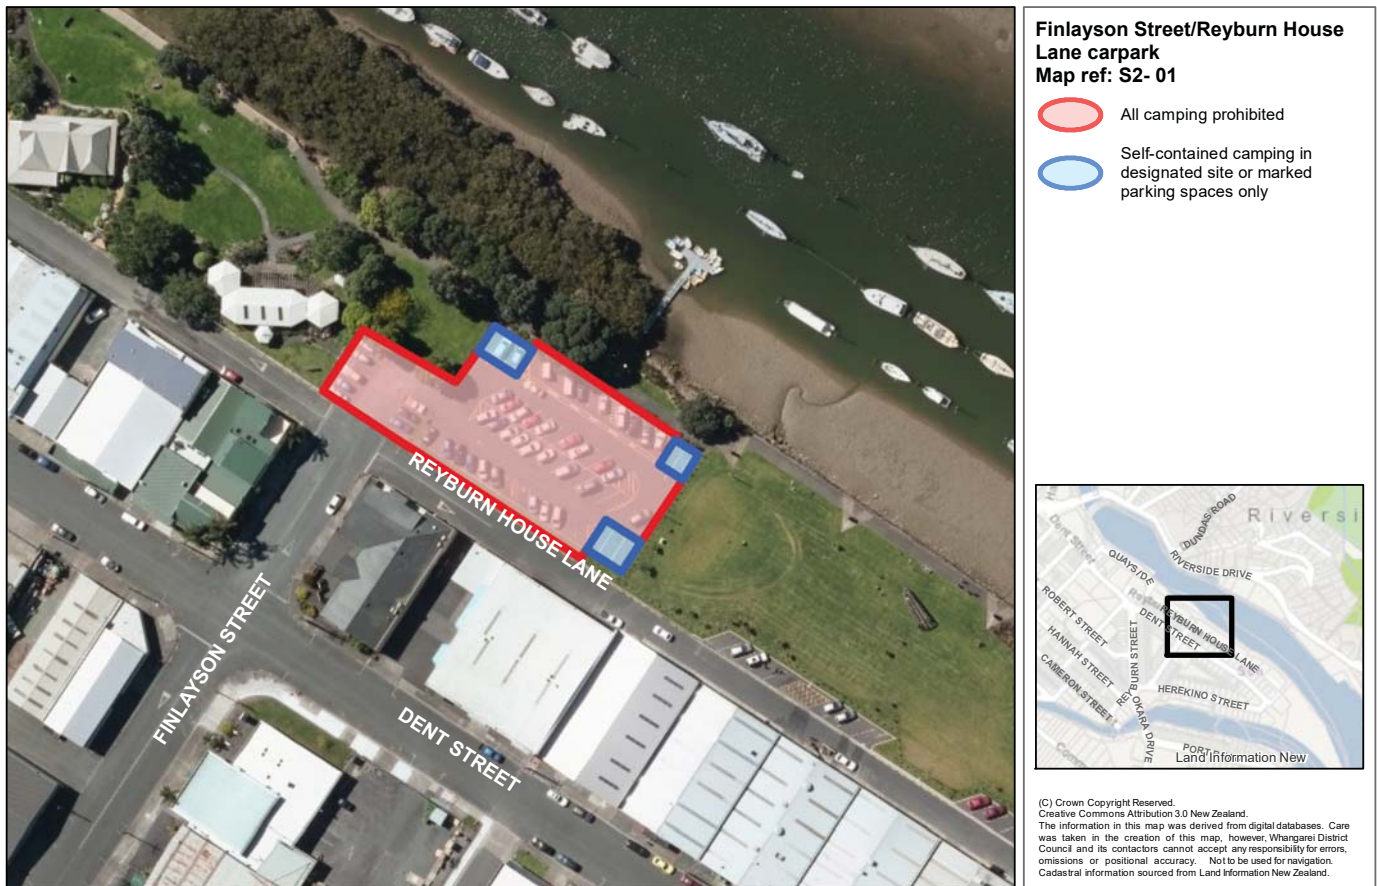 Finlayson Street/Reyburn House
Lane carpark
Map ref: S2- 01
All camping prohibited
Self-contained camping in
designated site or marked
parking spaces only
REYBURN HOUSE LANE
FINLAYSON STREET
DENT STREET
Riversi
DUNDAS ROAD
Dent Street
QUAYSIDE
RIVERSIDE DRIVE
ROBERT STREET
REYBURN HOUSE LANE
DENT STREET
HANNAH STREET
REYBURN STREET
CAMERON STREET
HEREKINO STREET
OKARA DRIVE
PORT
Land Information New
(C) Crown Copyright Reserved.
Creative Commons Attribution 3.0 New Zealand.
The information in this map was derived from digital databases. Care
was taken in the creation of this map, however, Whangarei District
Council and its contactors cannot accept any responsibility for errors,
omissions or positional accuracy. Not to be used for navigation.
Cadastral information sourced from Land Information New Zealand.